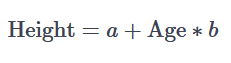 Height = a + Age * b